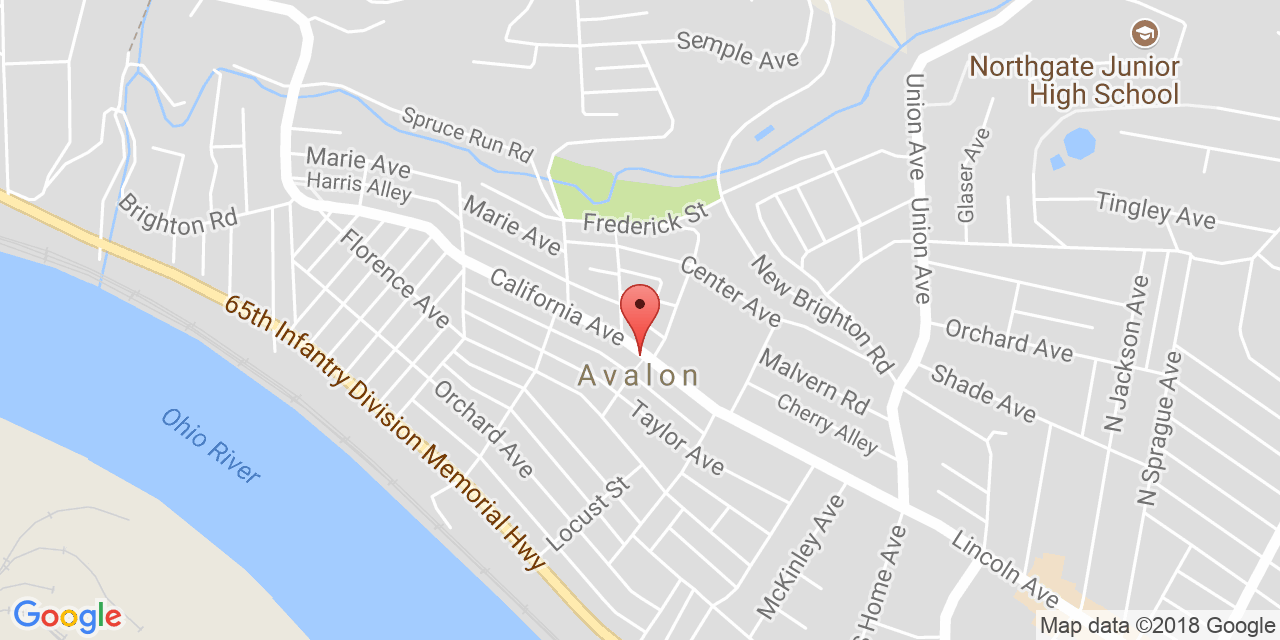 Semple Ave
Northgate Junior
High School
Union Ave
Spruce Run Rd
Glaser Ave
Marie Ave
Harris Alley
Brighton Rd
Marie Ave
Frederick St
Tingley Ave
Union Ave
Florence Ave
California Ave
Center Ave
New Brighton Rd
65th Infantry Division Memorial Hwy
Orchard Ave
N Jackson Ave
Avalon
Malvern Rd
Shade Ave
N Sprague Ave
Cherry Alley
Orchard Ave
Taylor Ave
Ohio River
Locust St
McKinley Ave
S Home Ave
Lincoln Ave
Google
Map data ©2018 Google